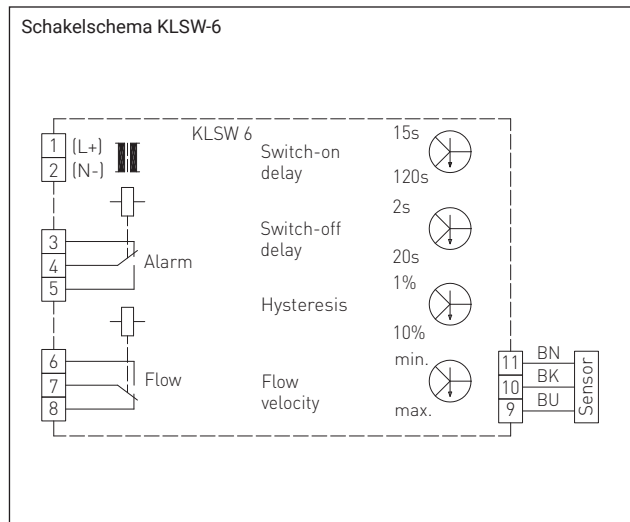 Schakelschema KLSW-6
KLSW 6
1 (L+)
2 (N-)
3
4
5
Alarm
6
7
8
Flow
Switch-on
delay
15s
120s
Switch-off
delay
2s
20s
Hysteresis
1%
10%
Flow
velocity
min.
max.
11 BN
10 BK
9 BU
Sensor